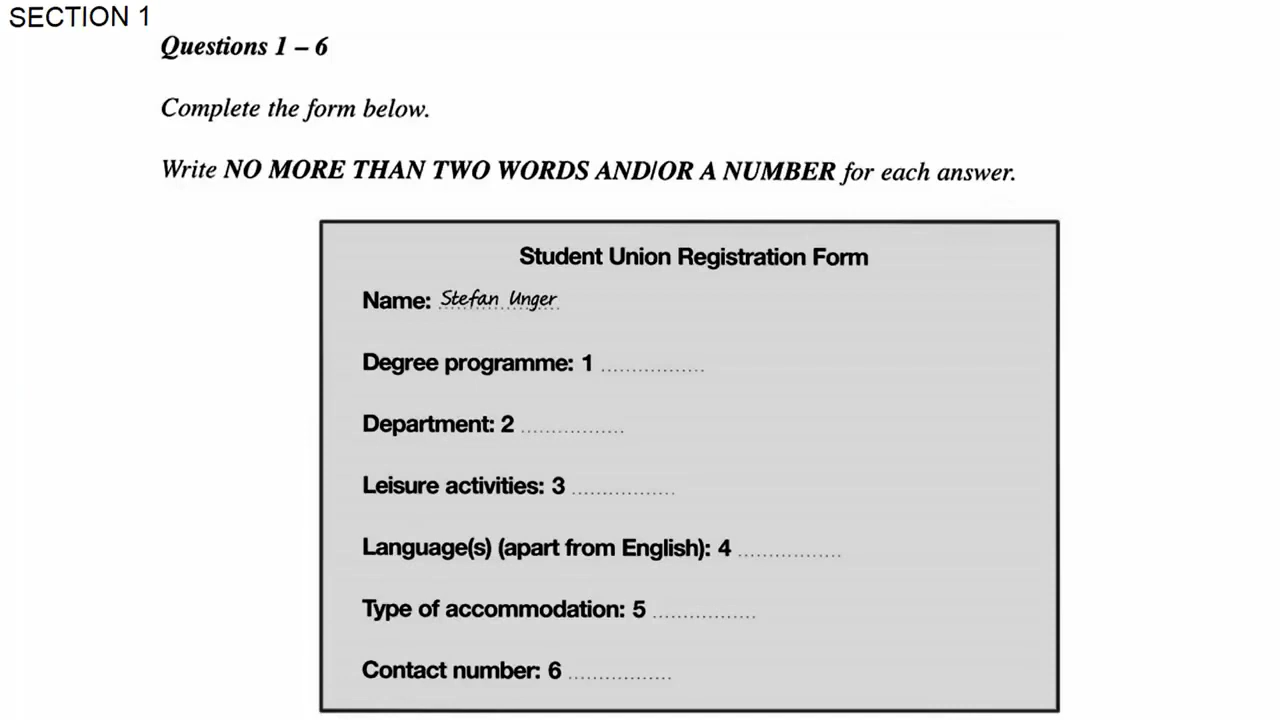 SECTION 1
Questions 1 – 6
Complete the form below.
Write NO MORE THAN TWO WORDS AND/OR A NUMBER for each answer.
Student Union Registration Form
Name: Stefan Unger
Degree programme: 1 ..................
Department: 2 ..................
Leisure activities: 3 ..................
Language(s) (apart from English): 4 ..................
Type of accommodation: 5 ..................
Contact number: 6 ..................